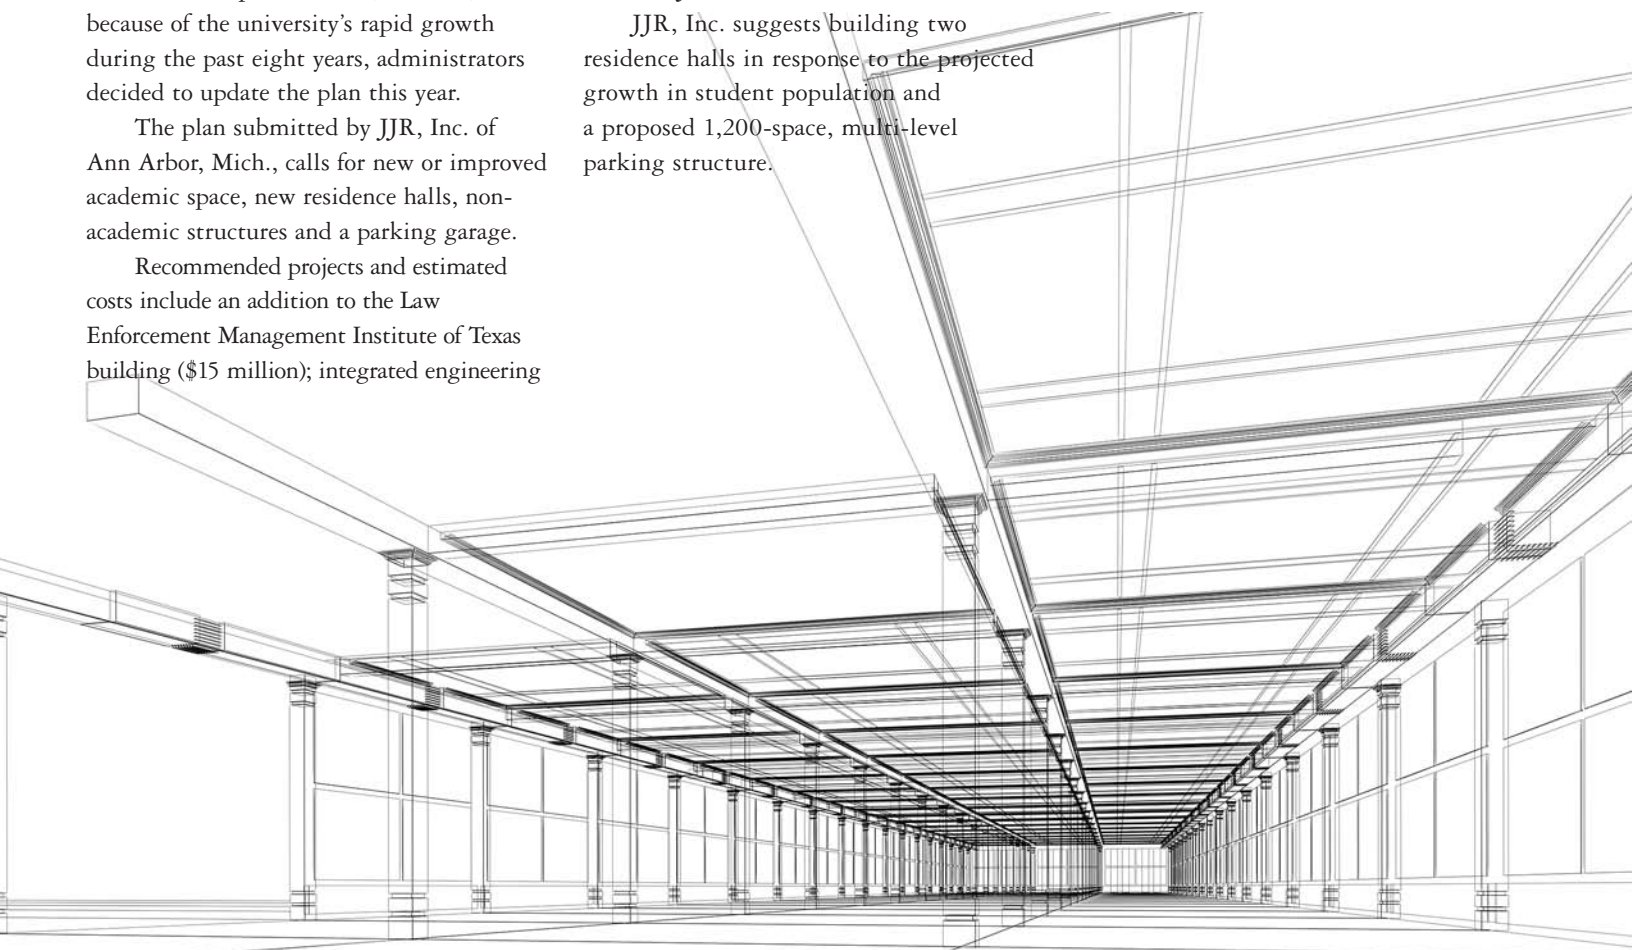 because of the university’s rapid growth
during the past eight years, administrators
decided to update the plan this year.
The plan submitted by JJR, Inc. of
Ann Arbor, Mich., calls for new or improved
academic space, new residence halls, non-
academic structures and a parking garage.
Recommended projects and estimated
costs include an addition to the Law
Enforcement Management Institute of Texas
building ($15 million); integrated engineering
JJR, Inc. suggests building two
residence halls in response to the projected
growth in student population and
a proposed 1,200-space, multi-level
parking structure.